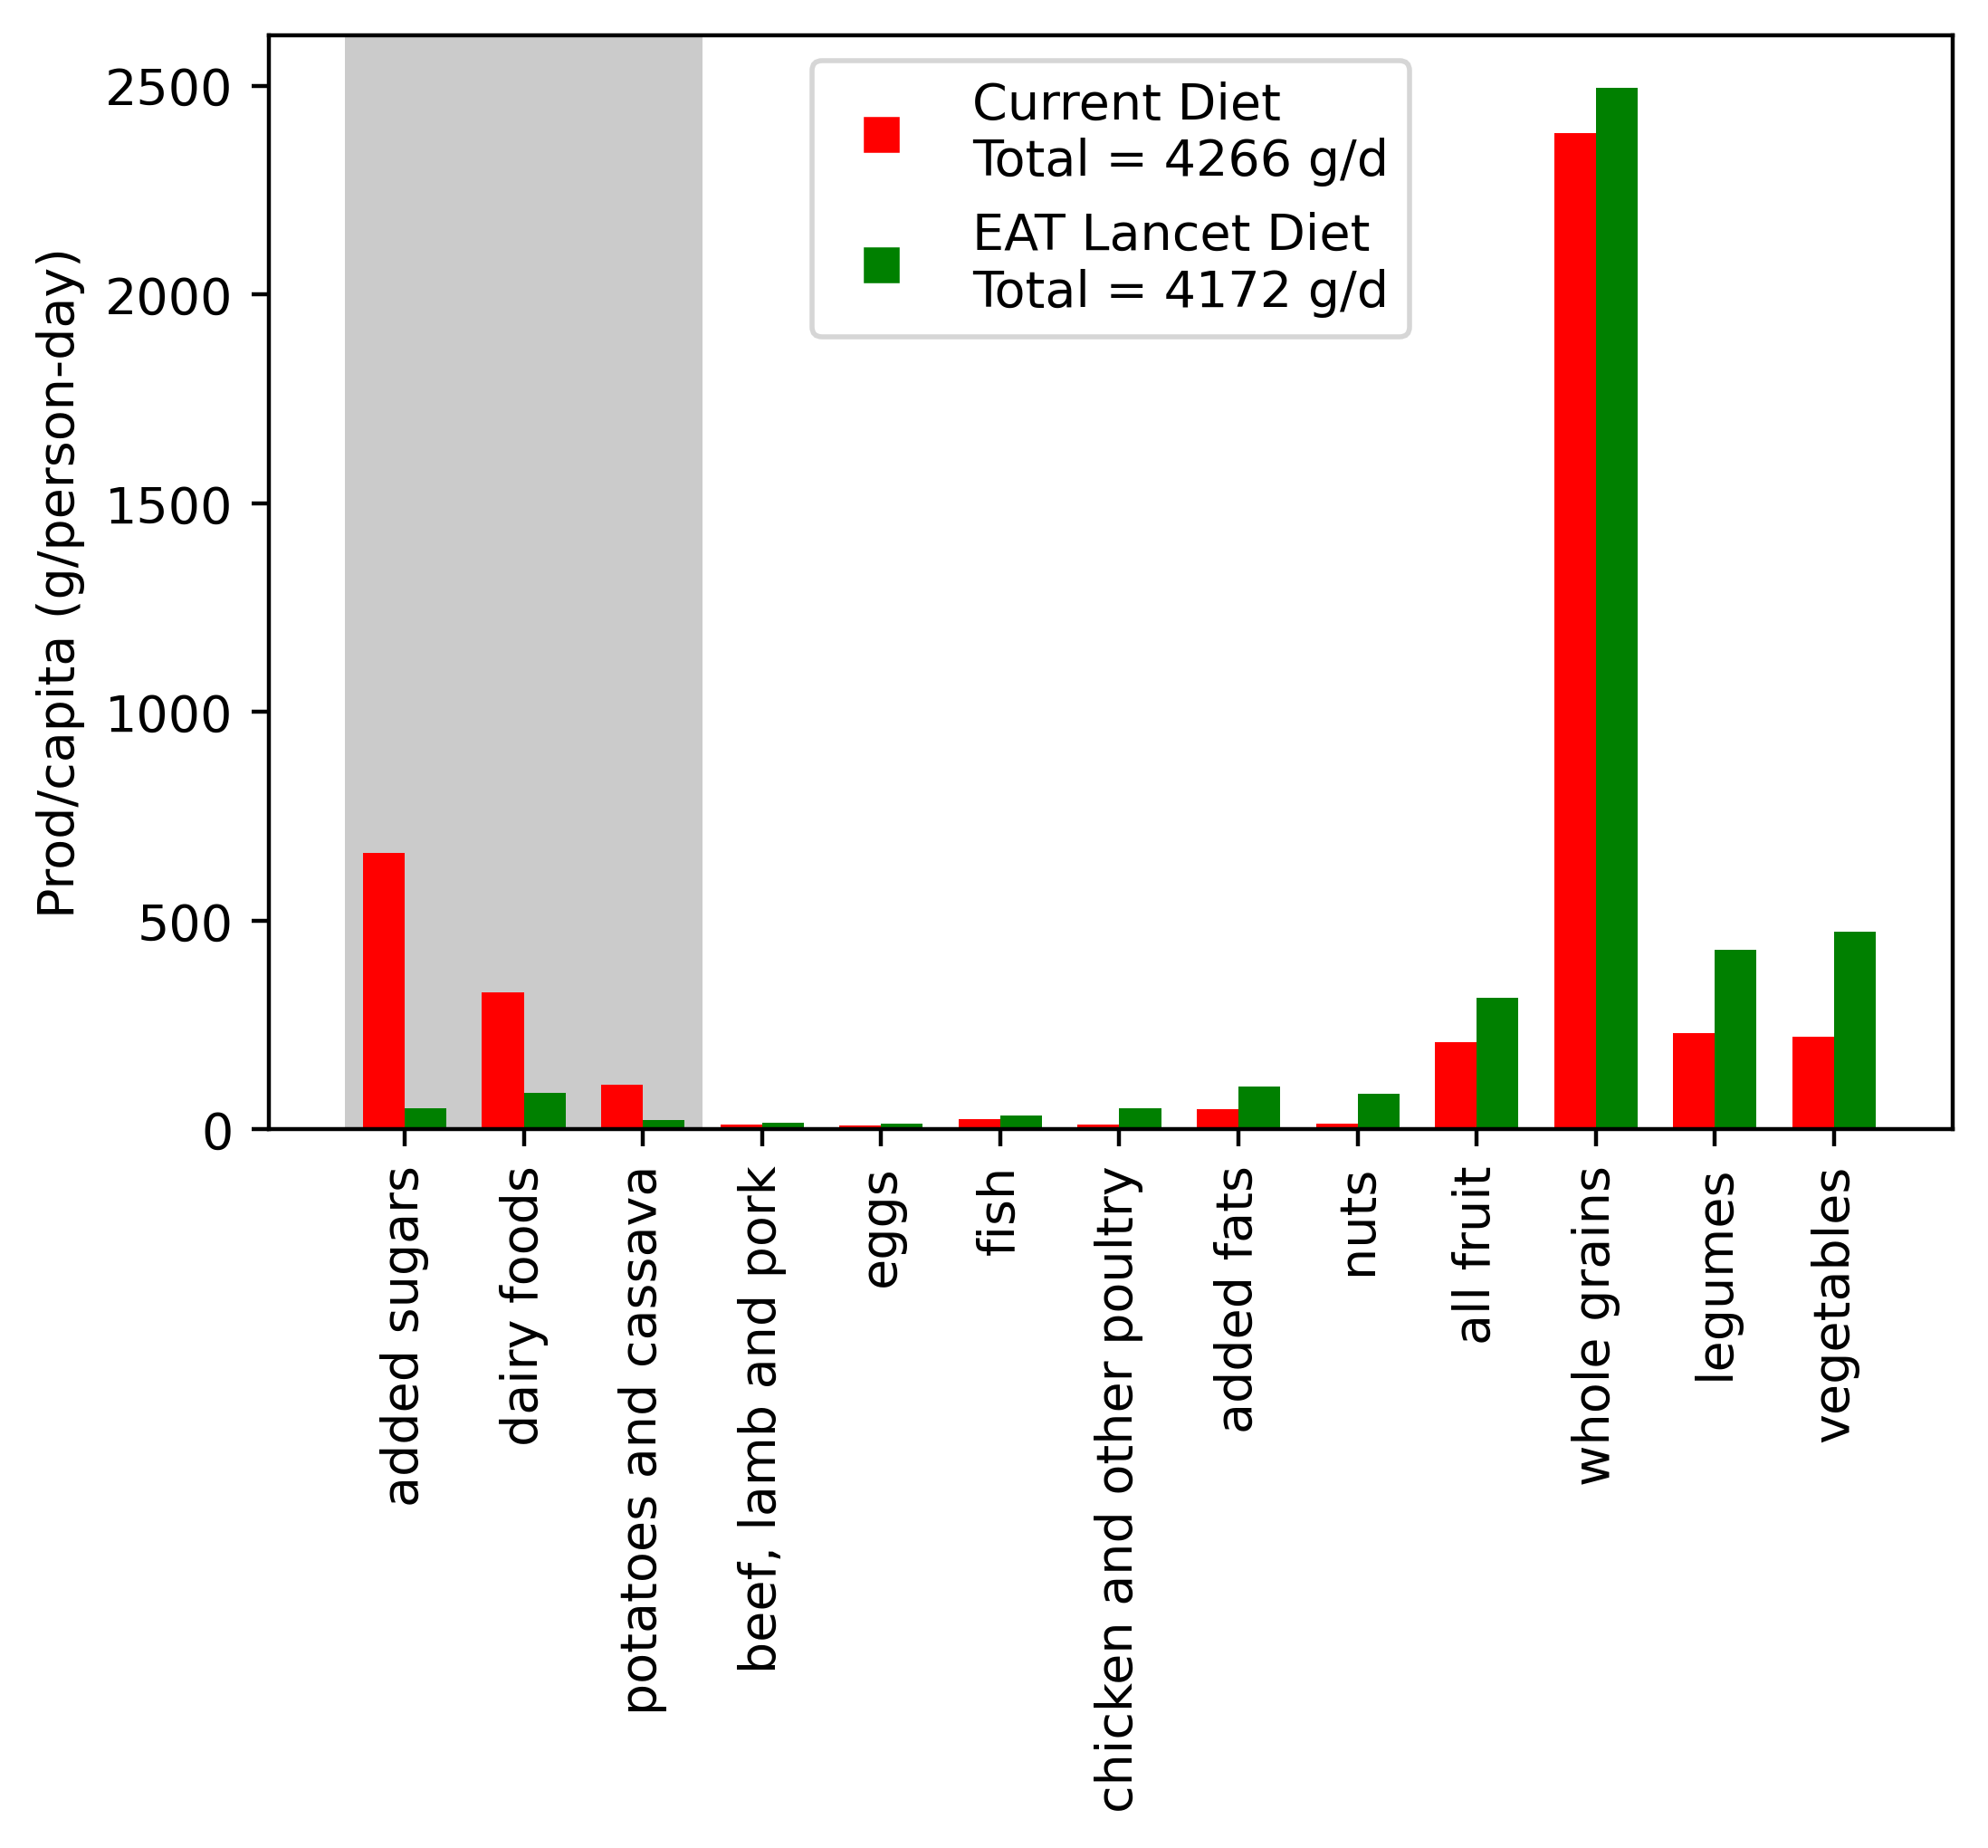 Prod/capita (g/person-day)
2500
2000
1500
1000
500
0
Current Diet
Total = 4266 g/d
EAT Lancet Diet
Total = 4172 g/d
added sugars
dairy foods
potatoes and cassava
beef, lamb and pork
eggs
fish
chicken and other poultry
added fats
nuts
all fruit
whole grains
legumes
vegetables